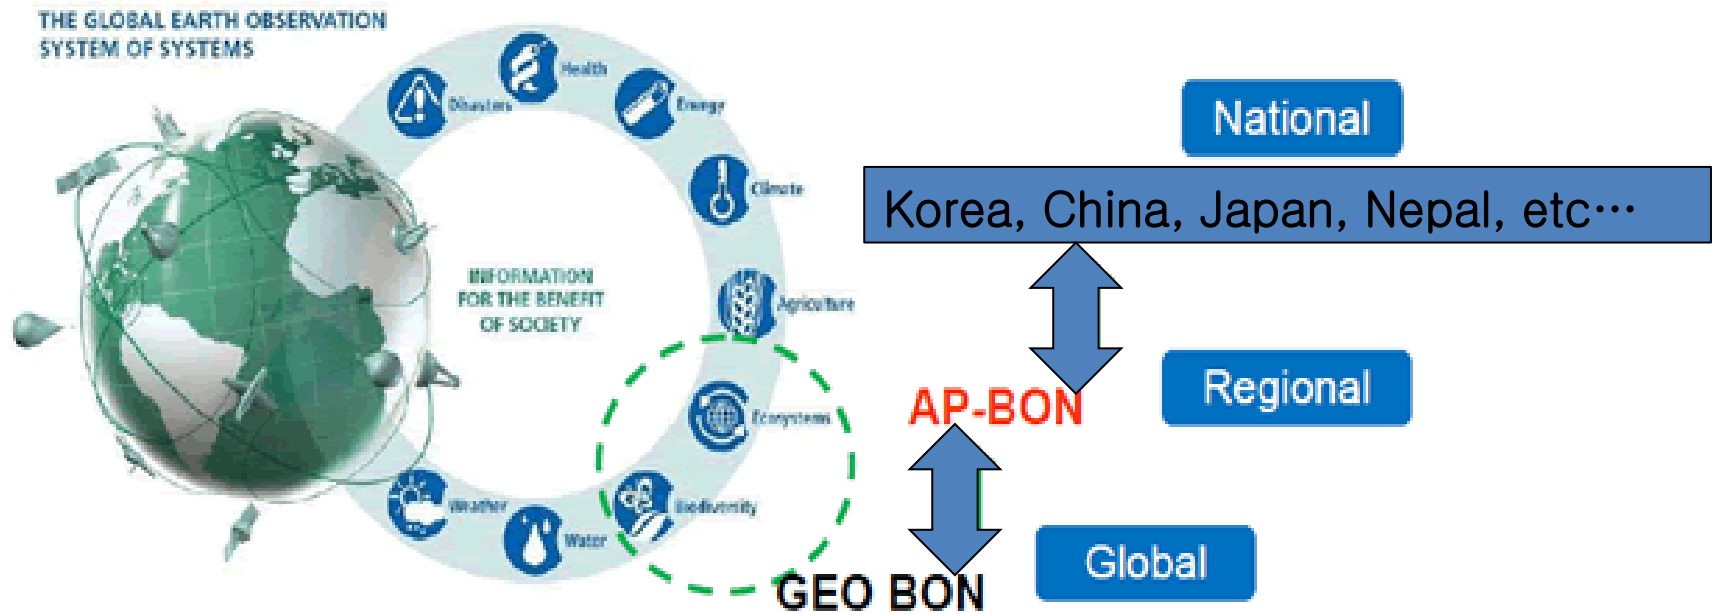 THE GLOBAL EARTH OBSERVATION
SYSTEM OF SYSTEMS
Health
Disasters
Energy
Climate
Agriculture
INFORMATION
FOR THE BENEFIT
OF SOCIETY
Ecosystems
Biodiversity
Weather
Water
National
Korea, China, Japan, Nepal, etc…
AP-BON
Regional
GEO BON
Global